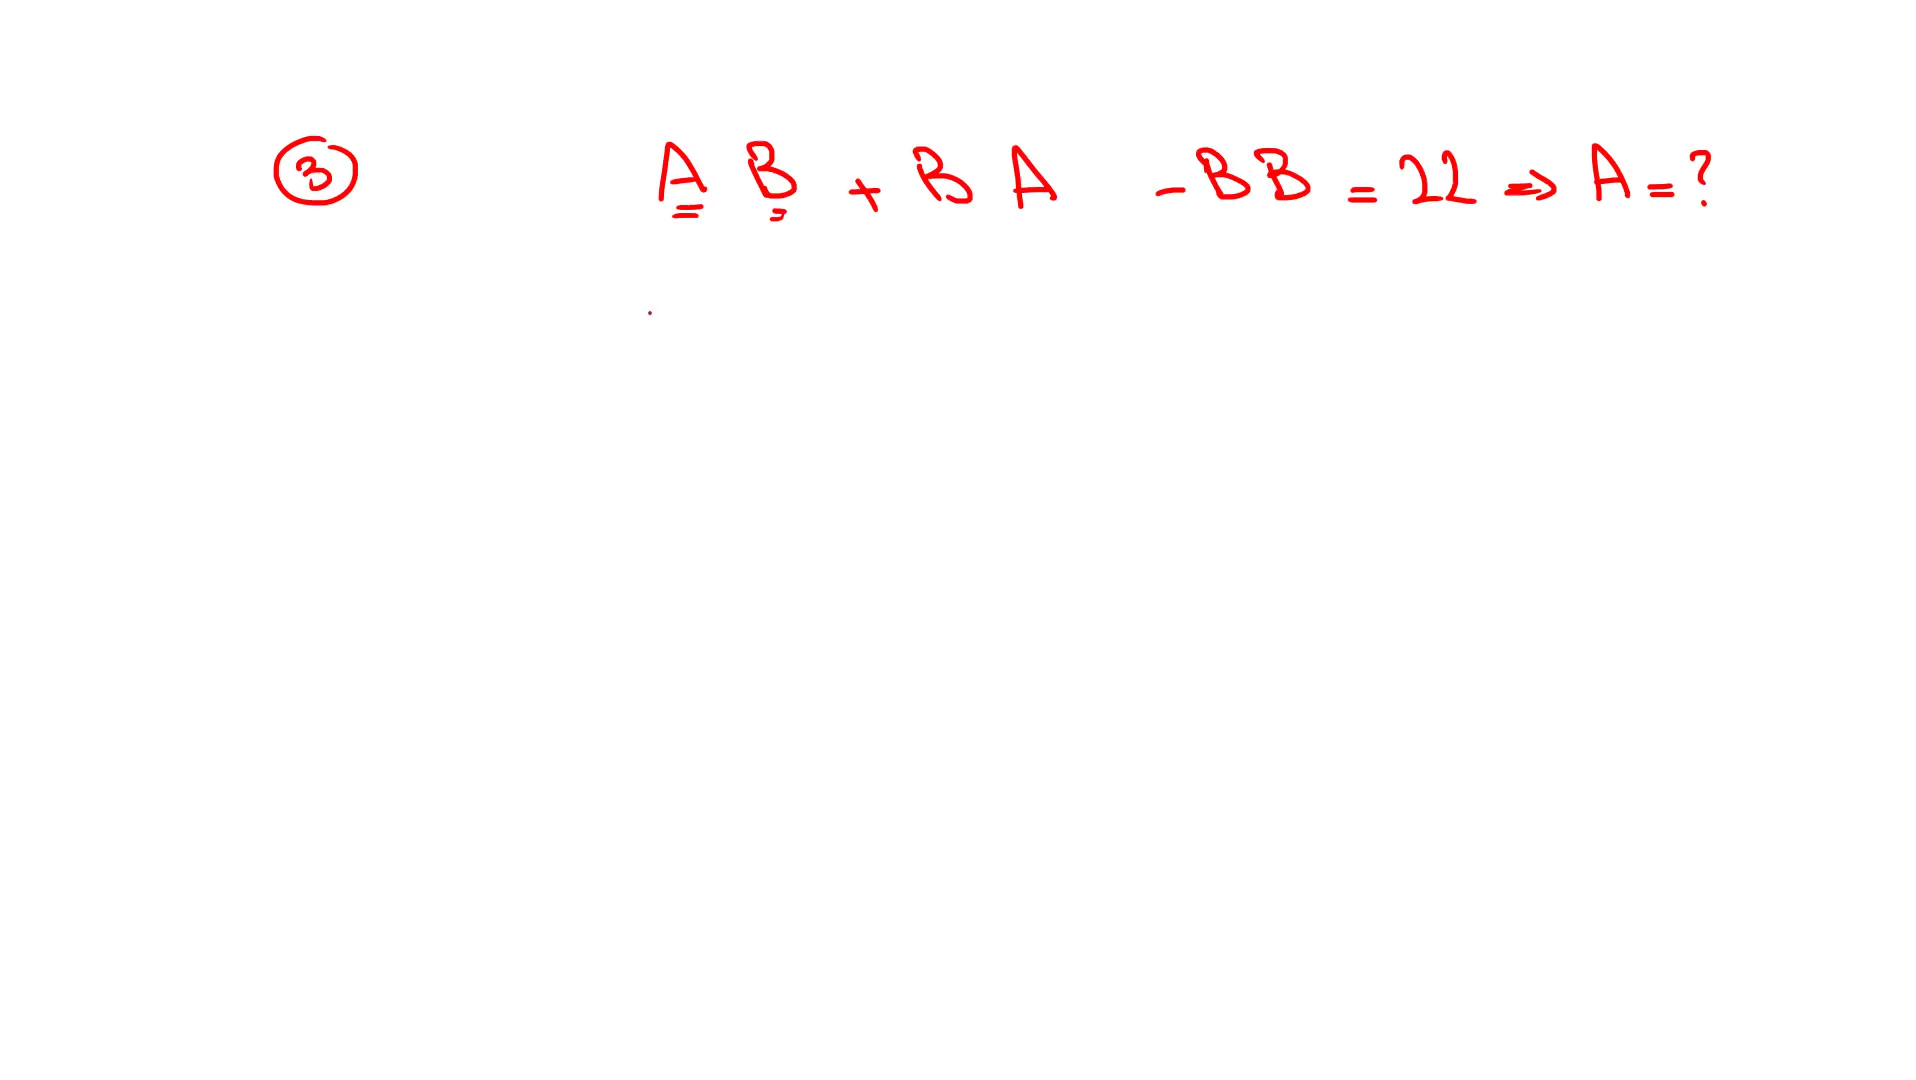 ③ AB + BA - BB = 22 ⇒ A = ?